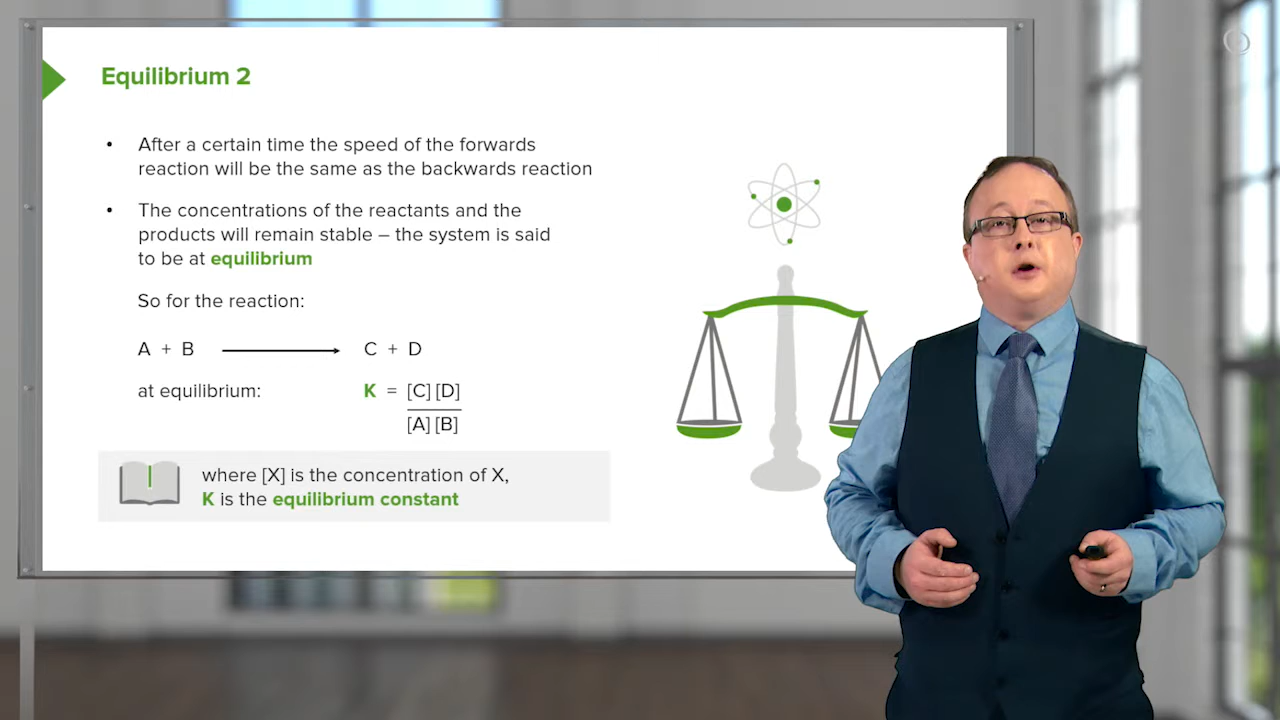 Equilibrium 2
• After a certain time the speed of the forwards
reaction will be the same as the backwards reaction
• The concentrations of the reactants and the
products will remain stable – the system is said
to be at equilibrium
So for the reaction:
A + B ⟶ C + D
at equilibrium: K = [C] [D]
[A] [B]
where [X] is the concentration of X,
K is the equilibrium constant